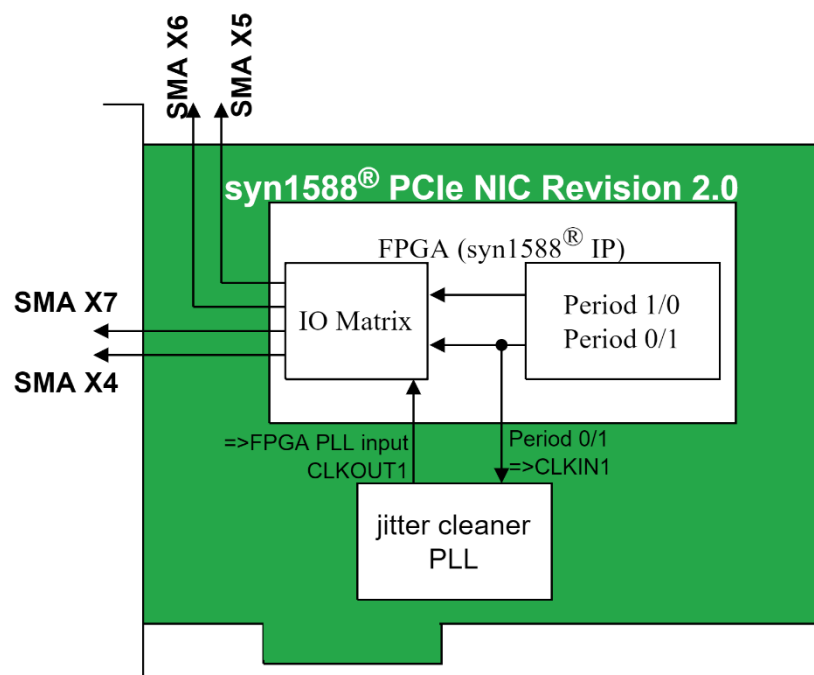 SMA X6
SMA X5
syn1588® PCIe NIC Revision 2.0
FPGA (syn1588® IP)
IO Matrix
Period 1/0
Period 0/1
SMA X7
SMA X4
=>FPGA PLL input
CLKOUT1
Period 0/1
=>CLKIN1
jitter cleaner
PLL